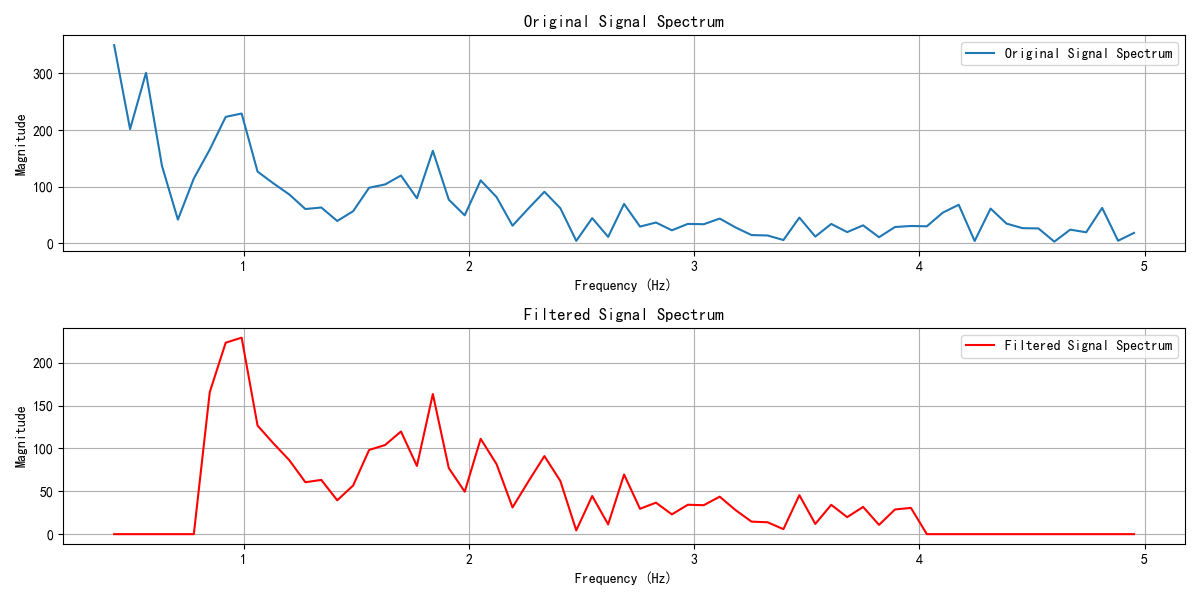 Original Signal Spectrum
Original Signal Spectrum
Magnitude
300
200
100
0
1
2
3
4
5
Frequency (Hz)
Filtered Signal Spectrum
Filtered Signal Spectrum
Magnitude
200
150
100
50
0
1
2
3
4
5
Frequency (Hz)